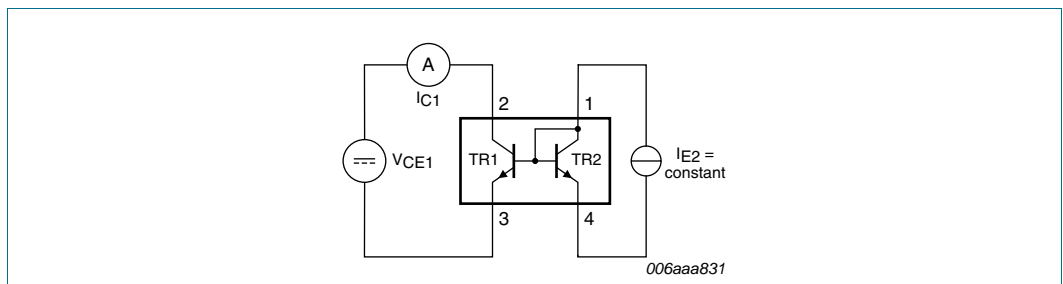 A
IC1
2
1
VCE1
TR1
TR2
IE2 =
constant
3
4
006aaa831